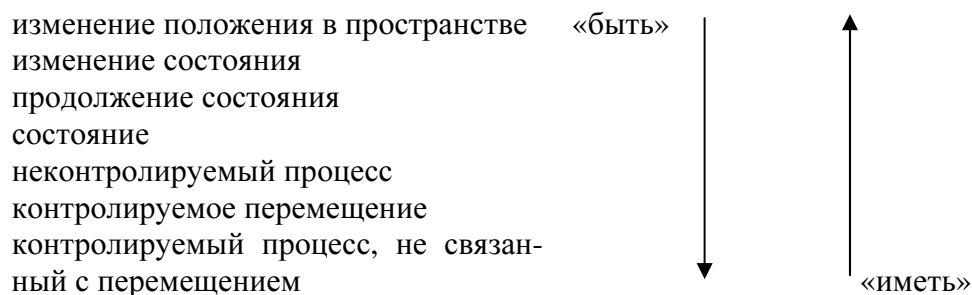 изменение положения в пространстве «быть»
изменение состояния
продолжение состояния
состояние
неконтролируемый процесс
контролируемое перемещение
контролируемый процесс, не связан-
ный с перемещением «иметь»